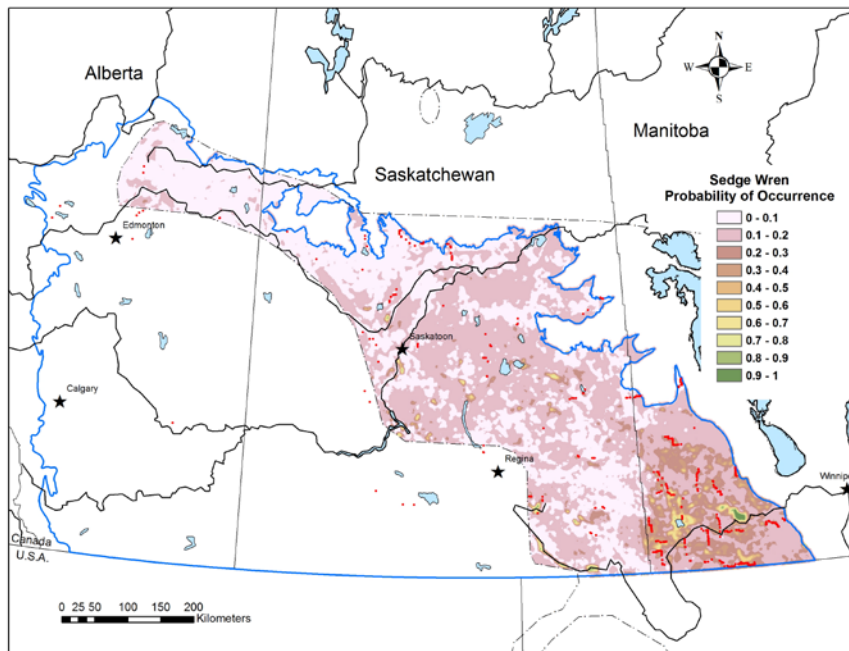 Alberta
N
W E
S
Manitoba
Saskatchewan
Sedge Wren
Probability of Occurrence
0 - 0.1
0.1 - 0.2
0.2 - 0.3
0.3 - 0.4
0.4 - 0.5
0.5 - 0.6
0.6 - 0.7
0.7 - 0.8
0.8 - 0.9
0.9 - 1
Edmonton
Saskatoon
Calgary
Regina
Winnipe
Canada
U.S.A.
0 25 50 100 150 200
Kilometers